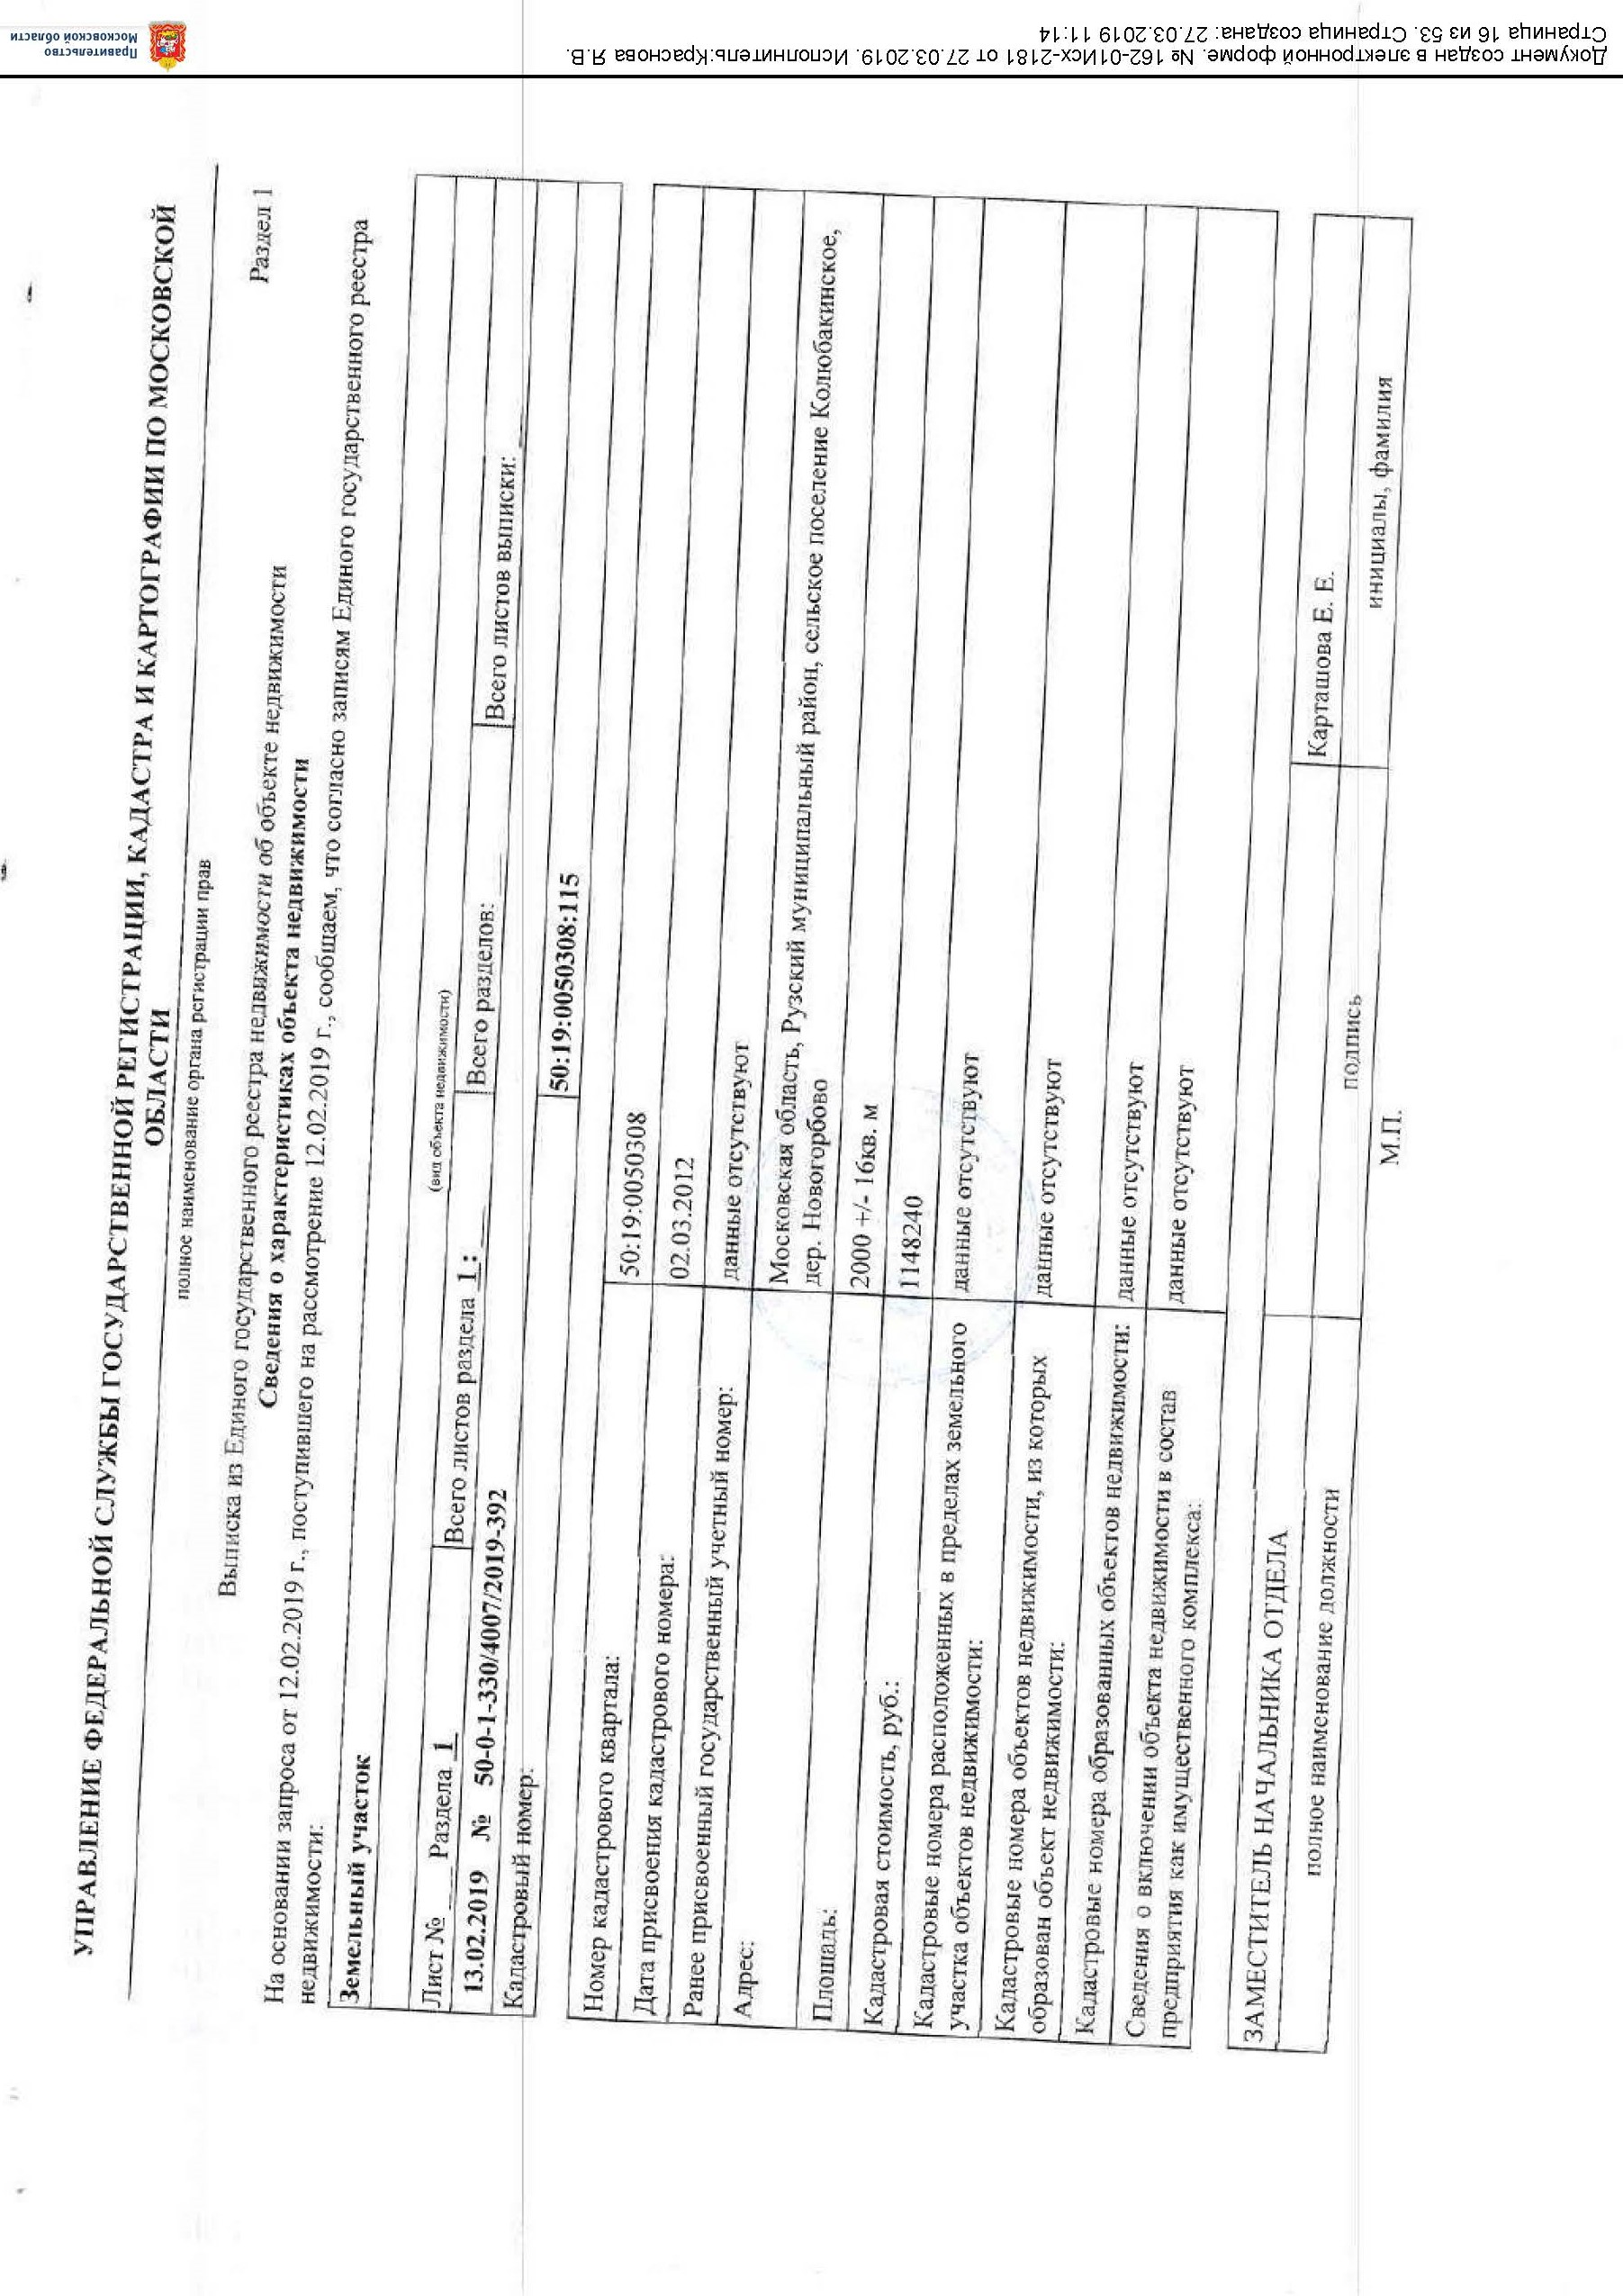 Документ создан в электронной форме. № 162-01Исх-2181 от 27.03.2019. Исполнитель:Краснова Я.В.
Страница 16 из 53. Страница создана: 27.03.2019 11:14
Правительство
Московской области
УПРАВЛЕНИЕ ФЕДЕРАЛЬНОЙ СЛУЖБЫ ГОСУДАРСТВЕННОЙ РЕГИСТРАЦИИ, КАДАСТРА И КАРТОГРАФИИ ПО МОСКОВСКОЙ
ОБЛАСТИ
полное наименование органа регистрации прав
Раздел 1
Выписка из Единого государственного реестра недвижимости об объекте недвижимости
Сведения о характеристиках объекта недвижимости
На основании запроса от 12.02.2019 г., поступившего на рассмотрение 12.02.2019 г., сообщаем, что согласно записям Единого государственного реестра
недвижимости:
Земельный участок
(вид объекта недвижимости)
Лист № ___ Раздела 1 Всего листов раздела 1 : ___ Всего разделов: ___ Всего листов выписки: ___
13.02.2019 № 50-0-1-330/4007/2019-392
Кадастровый номер: 50:19:0050308:115
Номер кадастрового квартала: 50:19:0050308
Дата присвоения кадастрового номера: 02.03.2012
Ранее присвоенный государственный учетный номер: данные отсутствуют
Адрес: Московская область, Рузский муниципальный район, сельское поселение Колюбакинское,
дер. Новогорбово
Площадь: 2000 +/- 16кв. м
Кадастровая стоимость, руб.: 1148240
Кадастровые номера расположенных в пределах земельного
участка объектов недвижимости: данные отсутствуют
Кадастровые номера объектов недвижимости, из которых
образован объект недвижимости: данные отсутствуют
Кадастровые номера образованных объектов недвижимости: данные отсутствуют
Сведения о включении объекта недвижимости в состав
предприятия как имущественного комплекса: данные отсутствуют
ЗАМЕСТИТЕЛЬ НАЧАЛЬНИКА ОТДЕЛА Карташова Е. Е.
полное наименование должности подпись инициалы, фамилия
М.П.